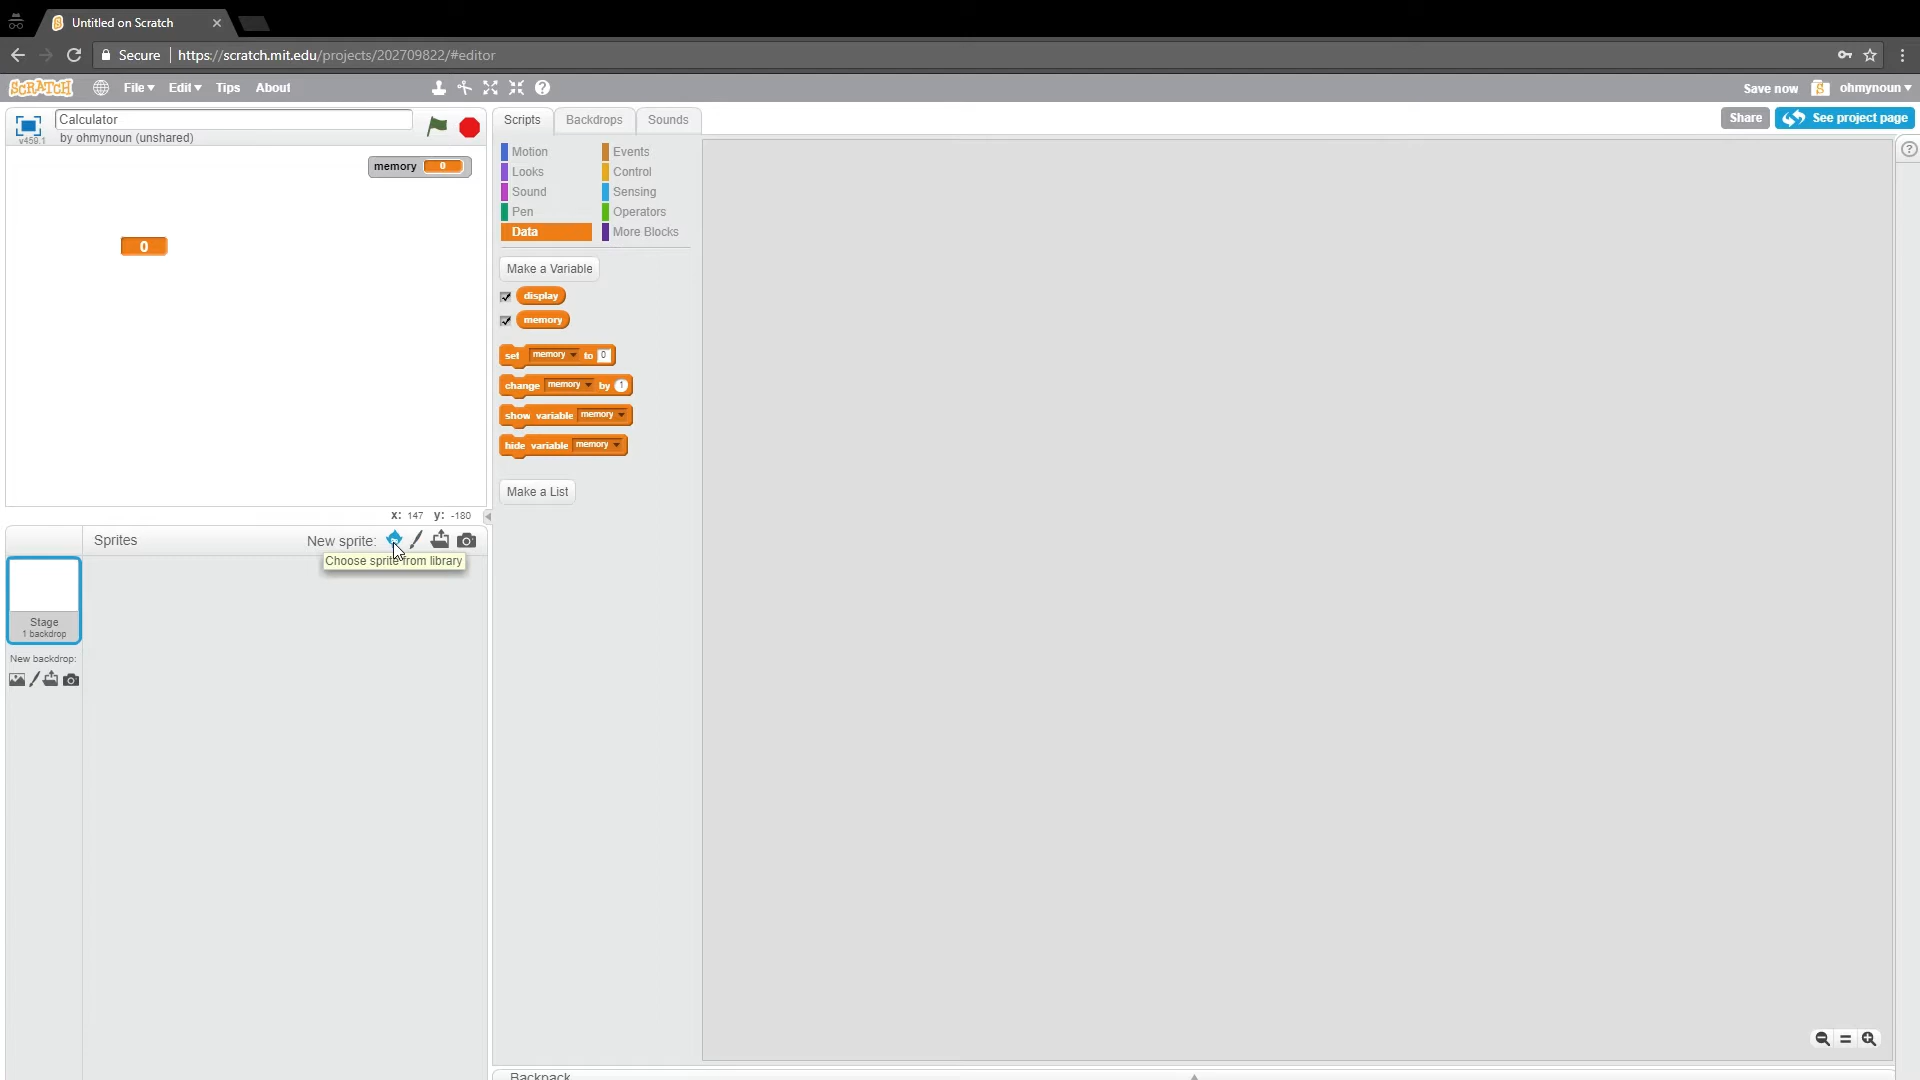 Untitled on Scratch
Secure
https://scratch.mit.edu/projects/202709822/#editor
SCRATCH
File
Edit
Tips
About
Save now
ohmynoun
Calculator
by ohmynoun (unshared)
v459.1
Scripts
Backdrops
Sounds
Share
See project page
memory 0
0
Motion
Looks
Sound
Pen
Data
Events
Control
Sensing
Operators
More Blocks
Make a Variable
display
memory
set memory to 0
change memory by 1
show variable memory
hide variable memory
Make a List
x: 147 y: -180
Sprites
New sprite:
Choose sprite from library
Stage
1 backdrop
New backdrop:
Backpack